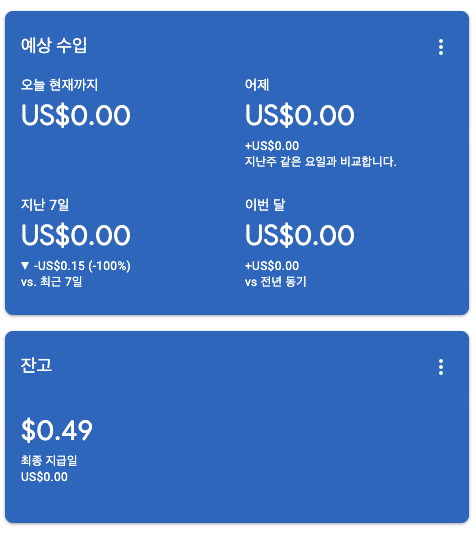 예상 수입
오늘 현재까지
US$0.00
어제
US$0.00
+US$0.00
지난주 같은 요일과 비교합니다.
지난 7일
US$0.00
▼ -US$0.15 (-100%)
vs. 최근 7일
이번 달
US$0.00
+US$0.00
vs 전년 동기
잔고
$0.49
최종 지급일
US$0.00